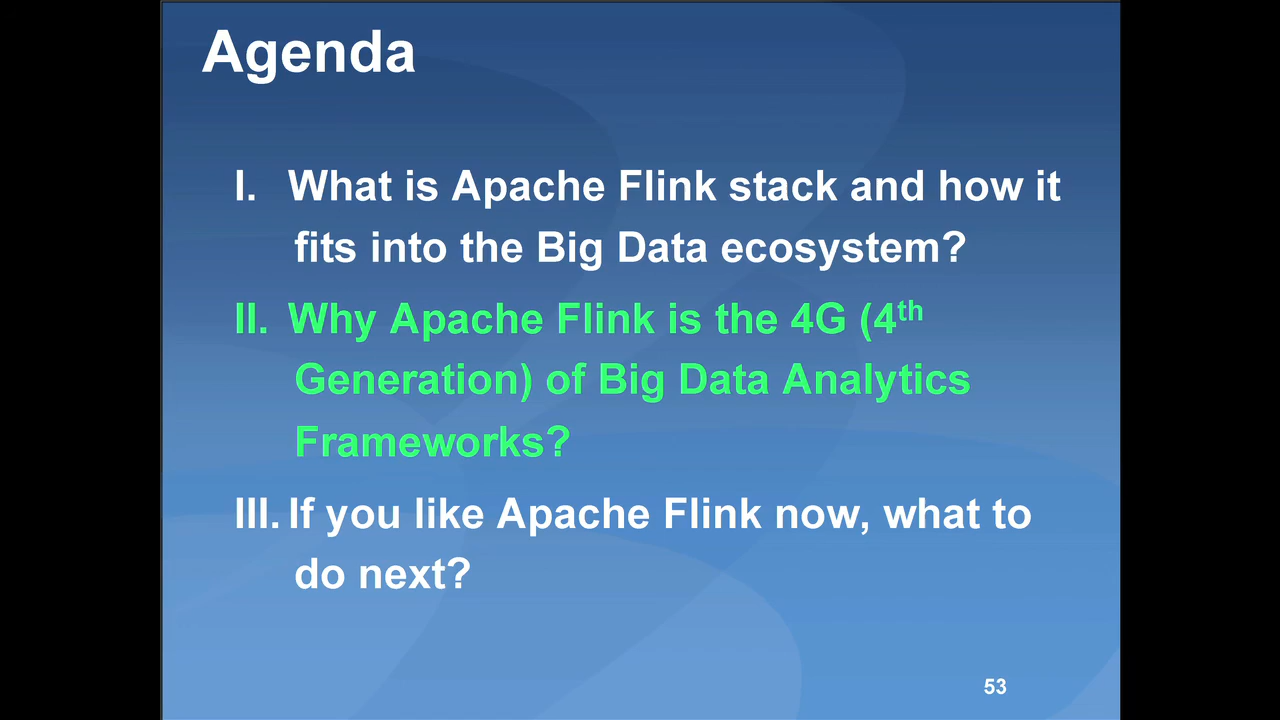 Agenda
I. What is Apache Flink stack and how it
fits into the Big Data ecosystem?
II. Why Apache Flink is the 4G (4th
Generation) of Big Data Analytics
Frameworks?
III. If you like Apache Flink now, what to
do next?
53